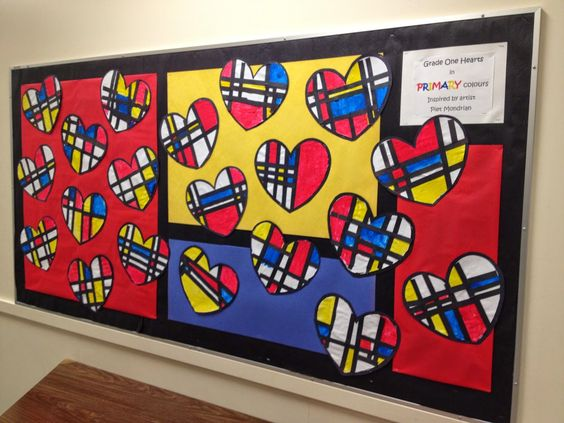 Grade One Hearts
in
PRIMARY colours
Inspired by artist
Piet Mondrian